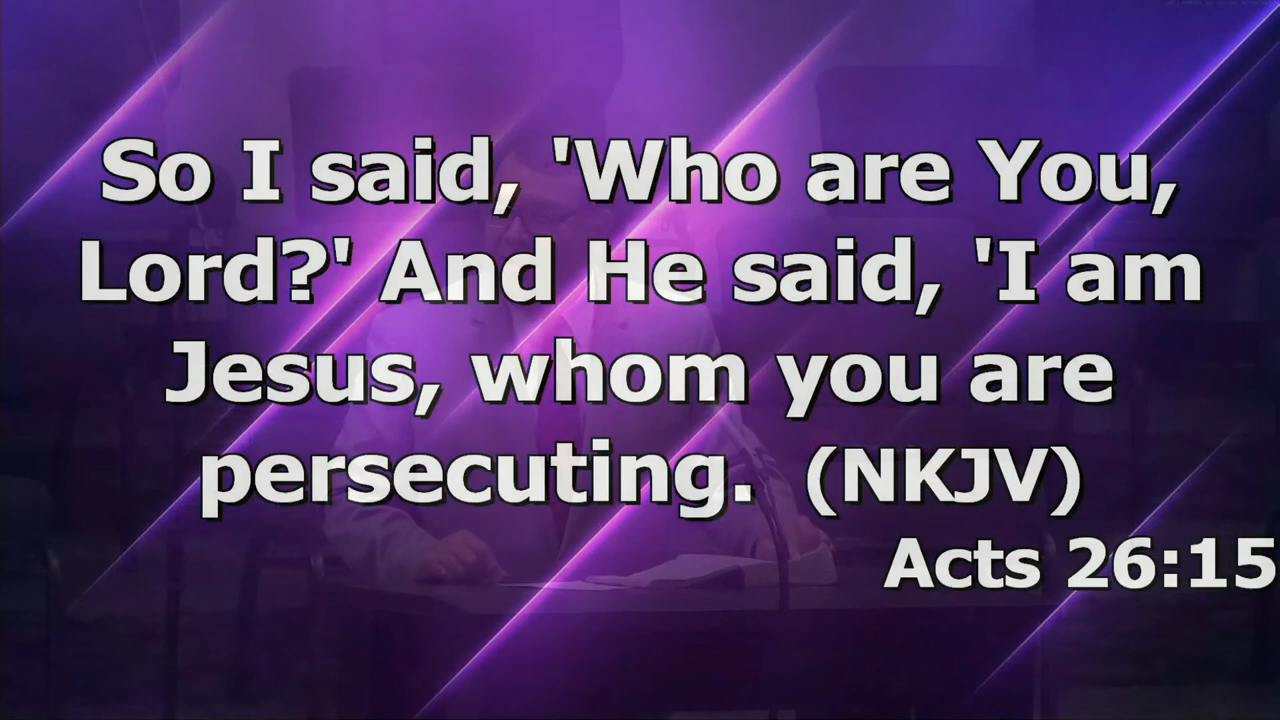 So I said, 'Who are You,
Lord?' And He said, 'I am
Jesus, whom you are
persecuting.  (NKJV)
Acts 26:15